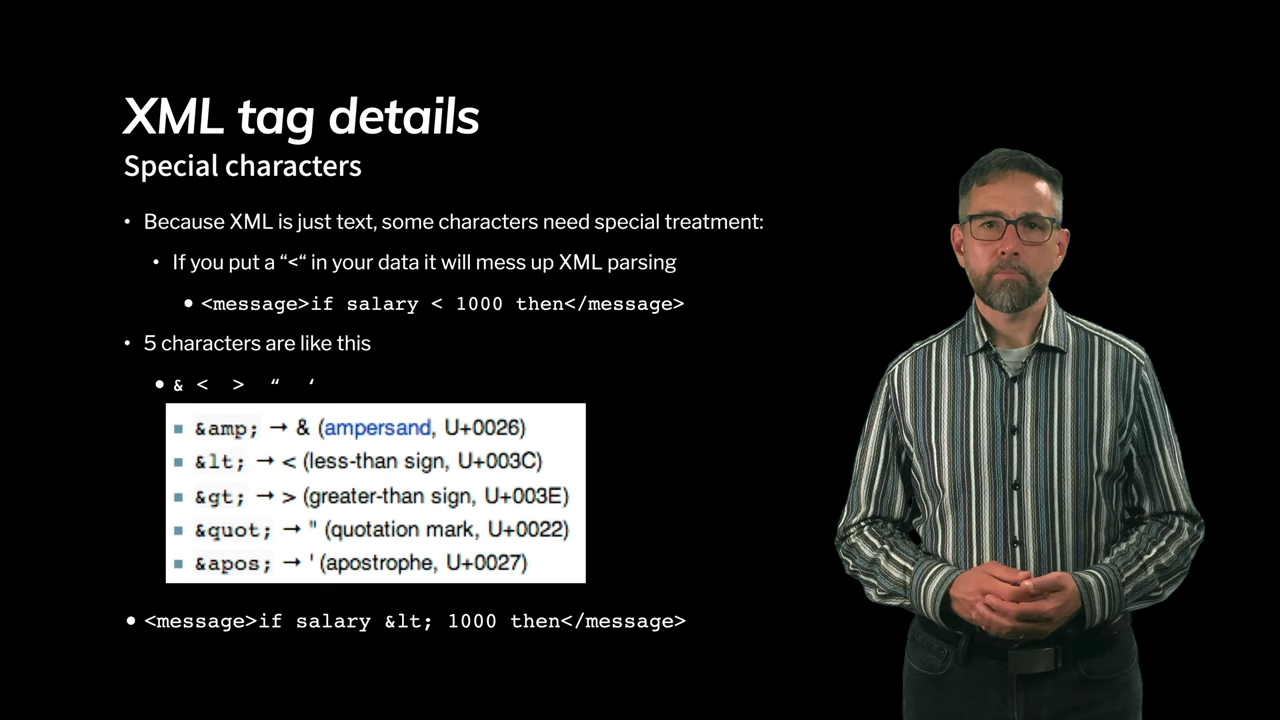 XML tag details
Special characters
• Because XML is just text, some characters need special treatment:
• If you put a “<“ in your data it will mess up XML parsing
• <message>if salary < 1000 then</message>
• 5 characters are like this
• & < > “ ‘
▪ &amp; → & (ampersand, U+0026)
▪ &lt; → < (less-than sign, U+003C)
▪ &gt; → > (greater-than sign, U+003E)
▪ &quot; → " (quotation mark, U+0022)
▪ &apos; → ' (apostrophe, U+0027)
• <message>if salary &lt; 1000 then</message>